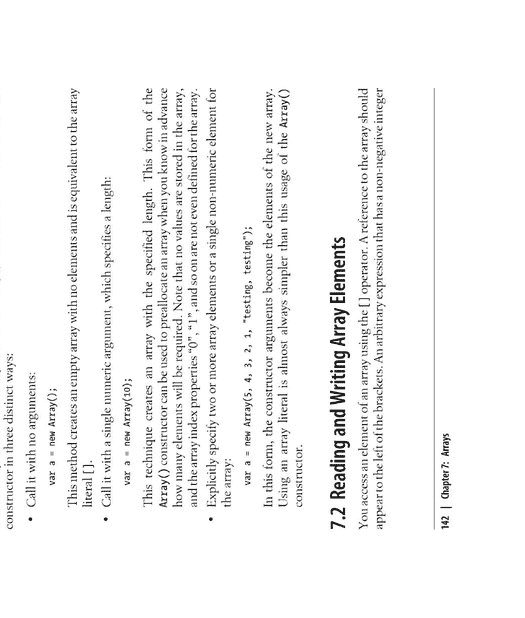 constructor in three distinct ways:
• Call it with no arguments:
var a = new Array();
This method creates an empty array with no elements and is equivalent to the array
literal [].
• Call it with a single numeric argument, which specifies a length:
var a = new Array(10);
This technique creates an array with the specified length. This form of the
Array() constructor can be used to preallocate an array when you know in advance
how many elements will be required. Note that no values are stored in the array,
and the array index properties “0”, “1”, and so on are not even defined for the array.
• Explicitly specify two or more array elements or a single non-numeric element for
the array:
var a = new Array(5, 4, 3, 2, 1, "testing, testing");
In this form, the constructor arguments become the elements of the new array.
Using an array literal is almost always simpler than this usage of the Array()
constructor.
7.2 Reading and Writing Array Elements
You access an element of an array using the [] operator. A reference to the array should
appear to the left of the brackets. An arbitrary expression that has a non-negative integer
142 | Chapter 7: Arrays